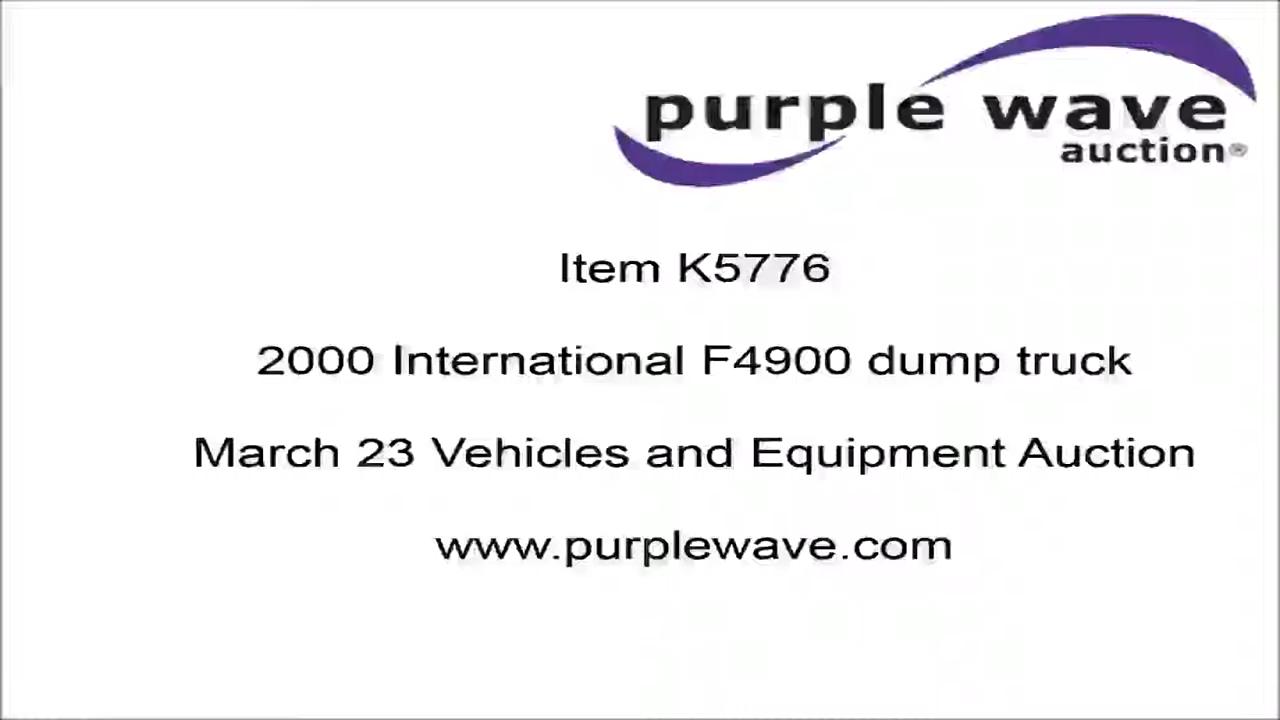 purple wave
auction®
Item K5776
2000 International F4900 dump truck
March 23 Vehicles and Equipment Auction
www.purplewave.com